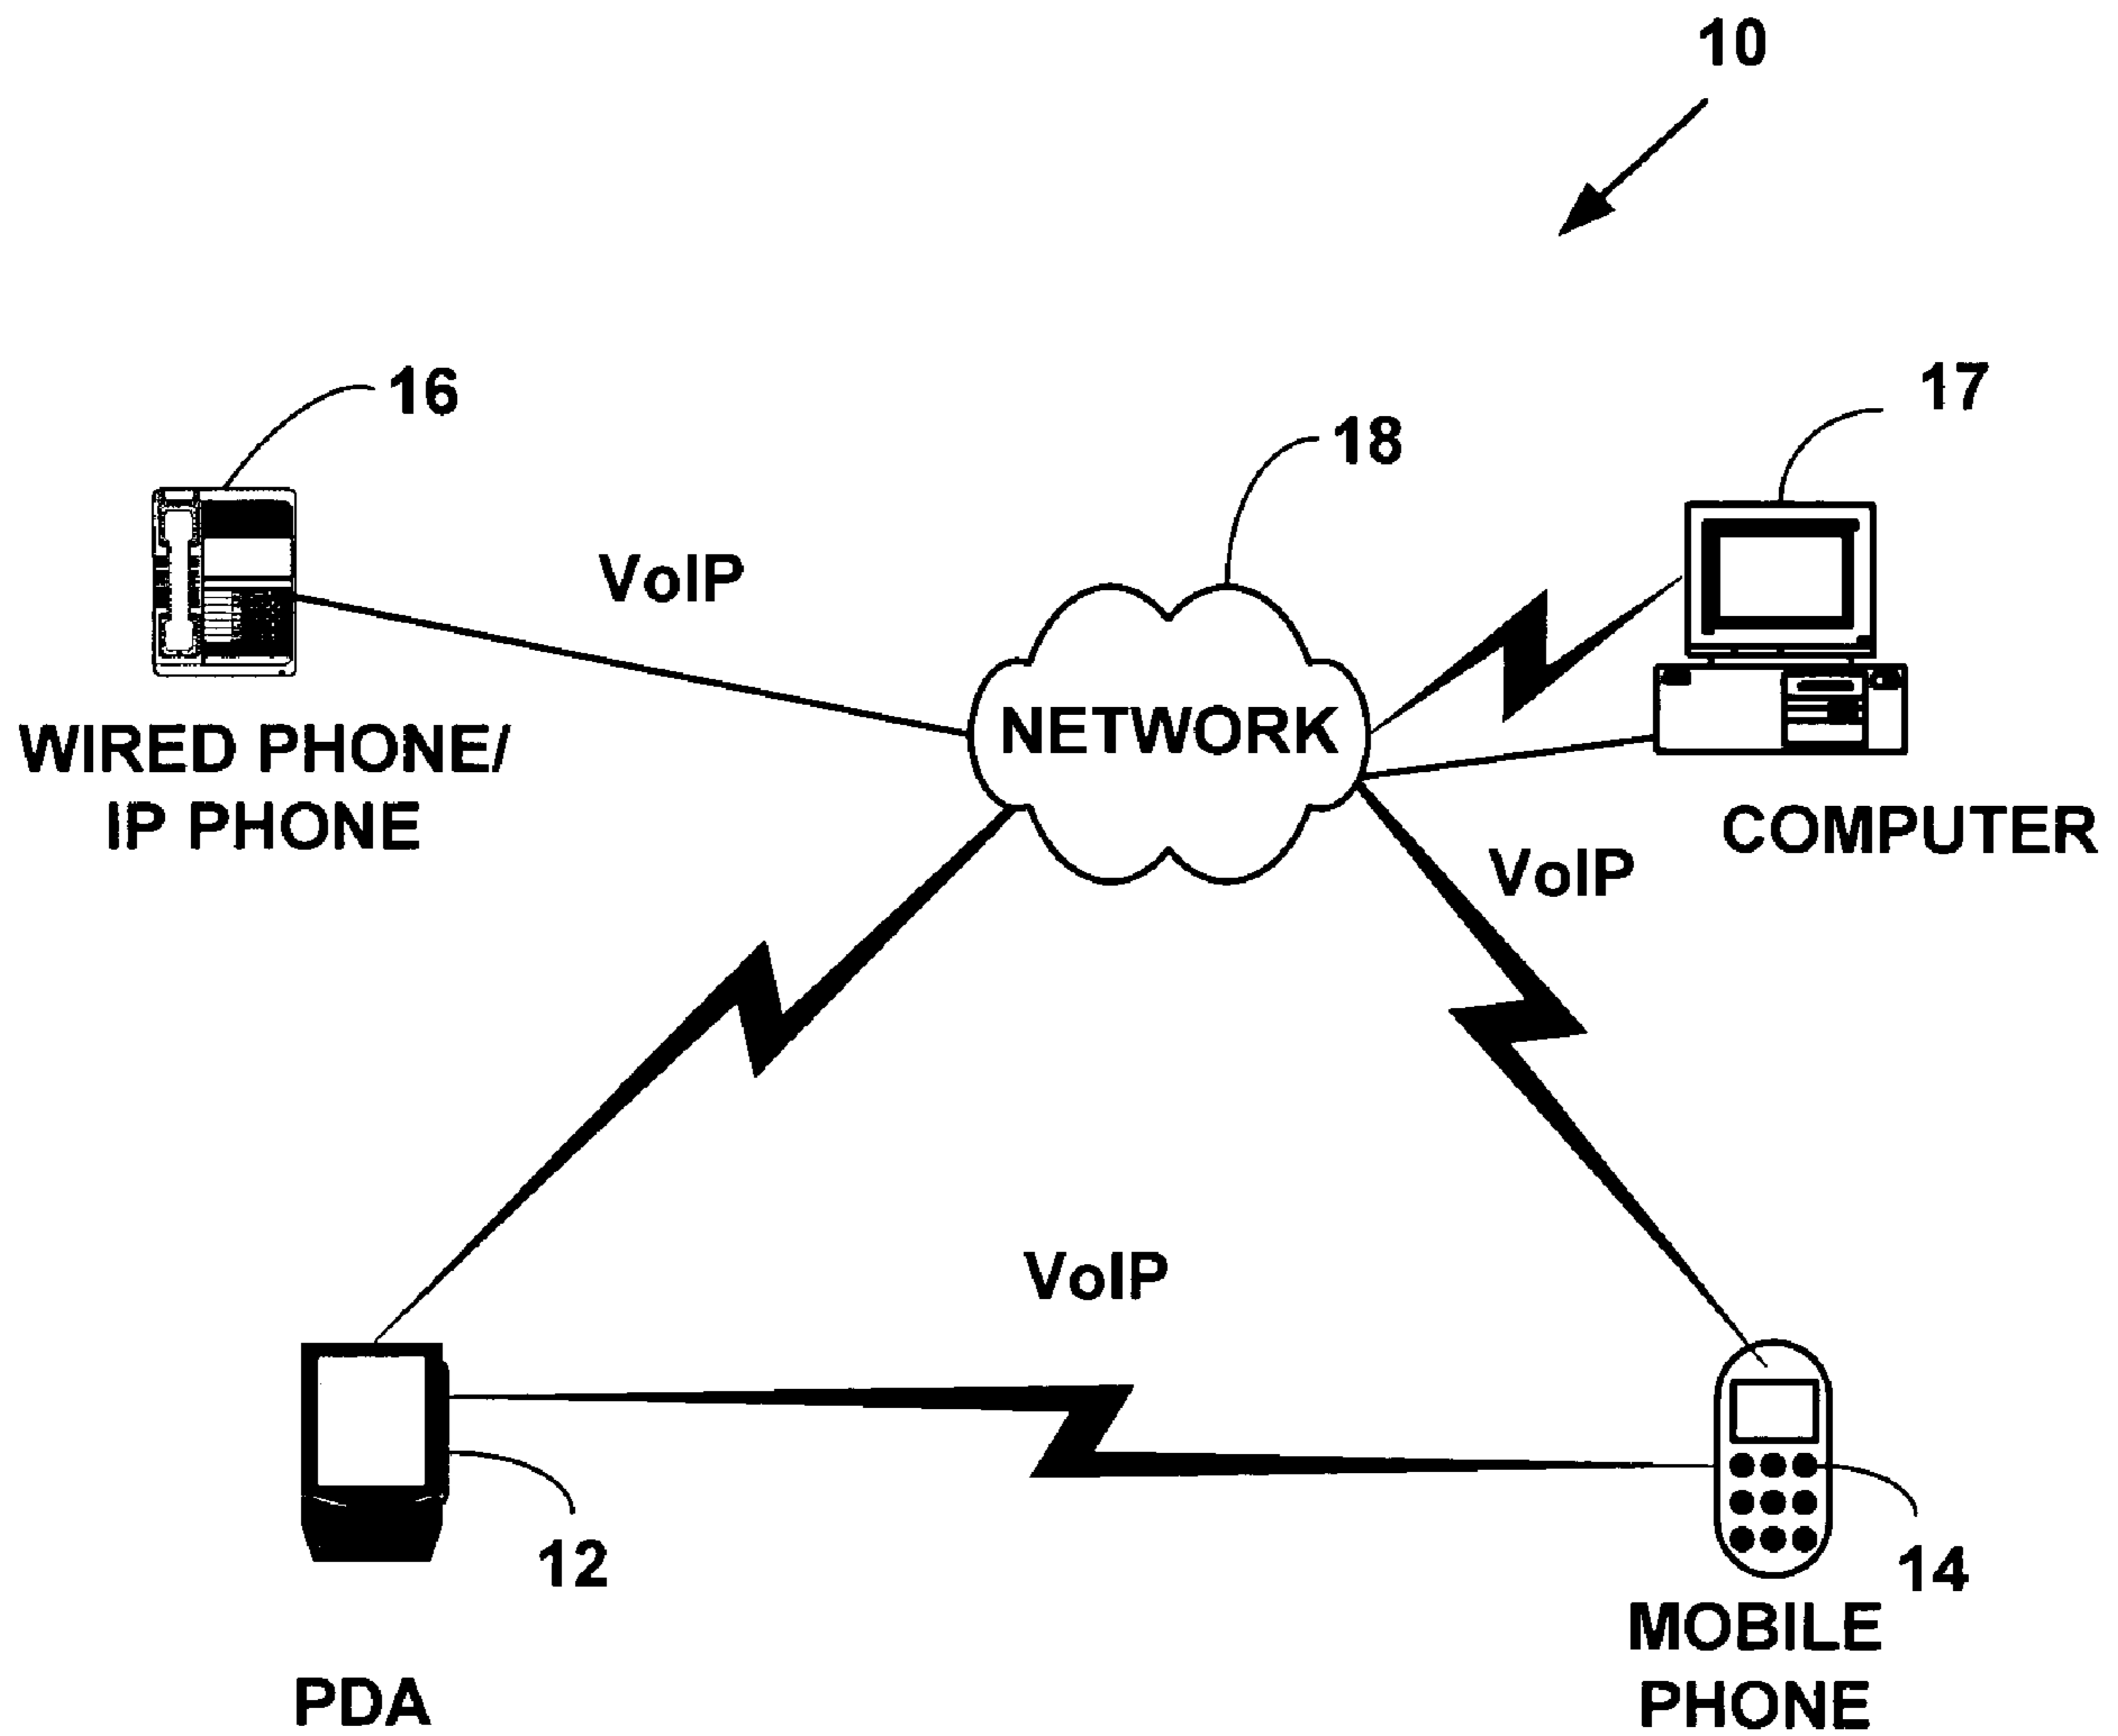 10
16
17
18
VoIP
NETWORK
WIRED PHONE/
IP PHONE
COMPUTER
VoIP
VoIP
12
14
MOBILE
PHONE
PDA